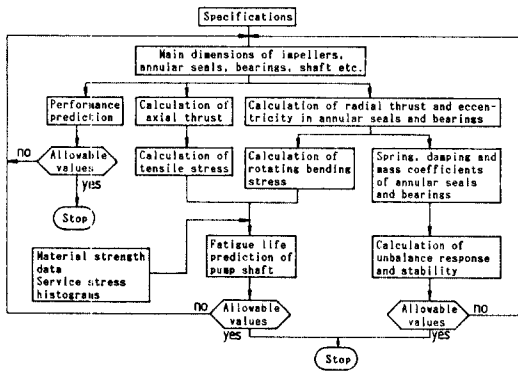 Specifications
Main dimensions of impellers,
annular seals, bearings, shaft etc.
Performance
prediction
Calculation of
axial thrust
Calculation of radial thrust and eccen-
tricity in annular seals and bearings
no
Allowable
values
yes
Stop
Calculation of
tensile stress
Calculation of
rotating bending
stress
Spring, damping and
mass coefficients
of annular seals
and bearings
Material strength
data
Service stress
histograms
Fatigue life
prediction of
pump shaft
Calculation of
unbalance response
and stability
no
Allowable
values
yes
Allowable
values
no
yes
Stop